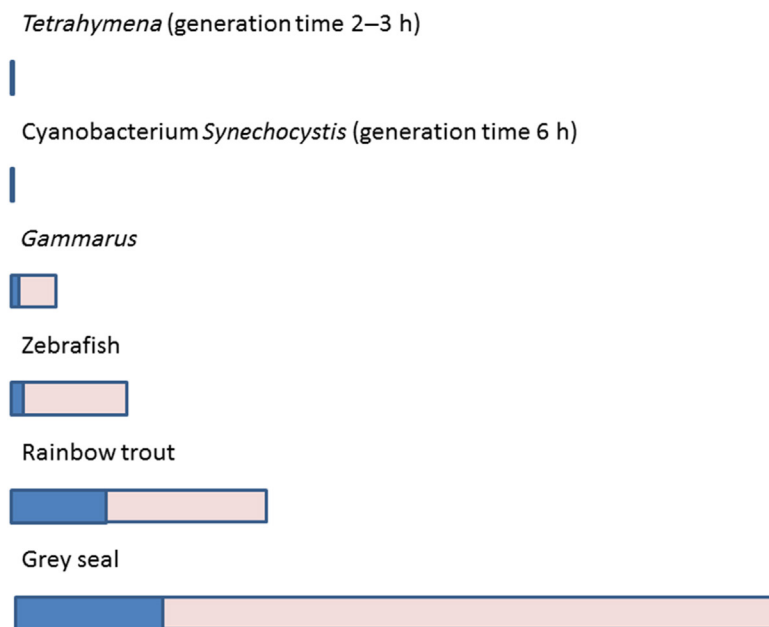 Tetrahymena (generation time 2–3 h)
Cyanobacterium Synechocystis (generation time 6 h)
Gammarus
Zebrafish
Rainbow trout
Grey seal